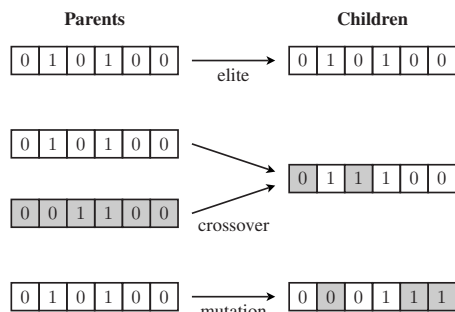 Parents Children
0 1 0 1 0 0 0 1 0 1 0 0
elite
0 1 0 1 0 0
0 1 1 1 0 0
0 0 1 1 0 0
crossover
0 1 0 1 0 0 0 0 0 1 1 1
mutation